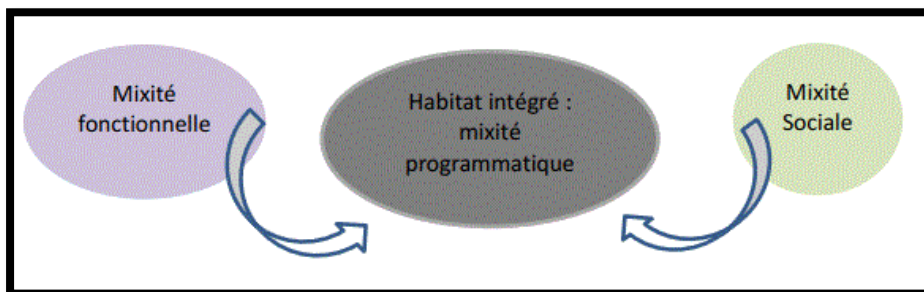 Mixité
fonctionnelle
Habitat intégré :
mixité
programmatique
Mixité
Sociale